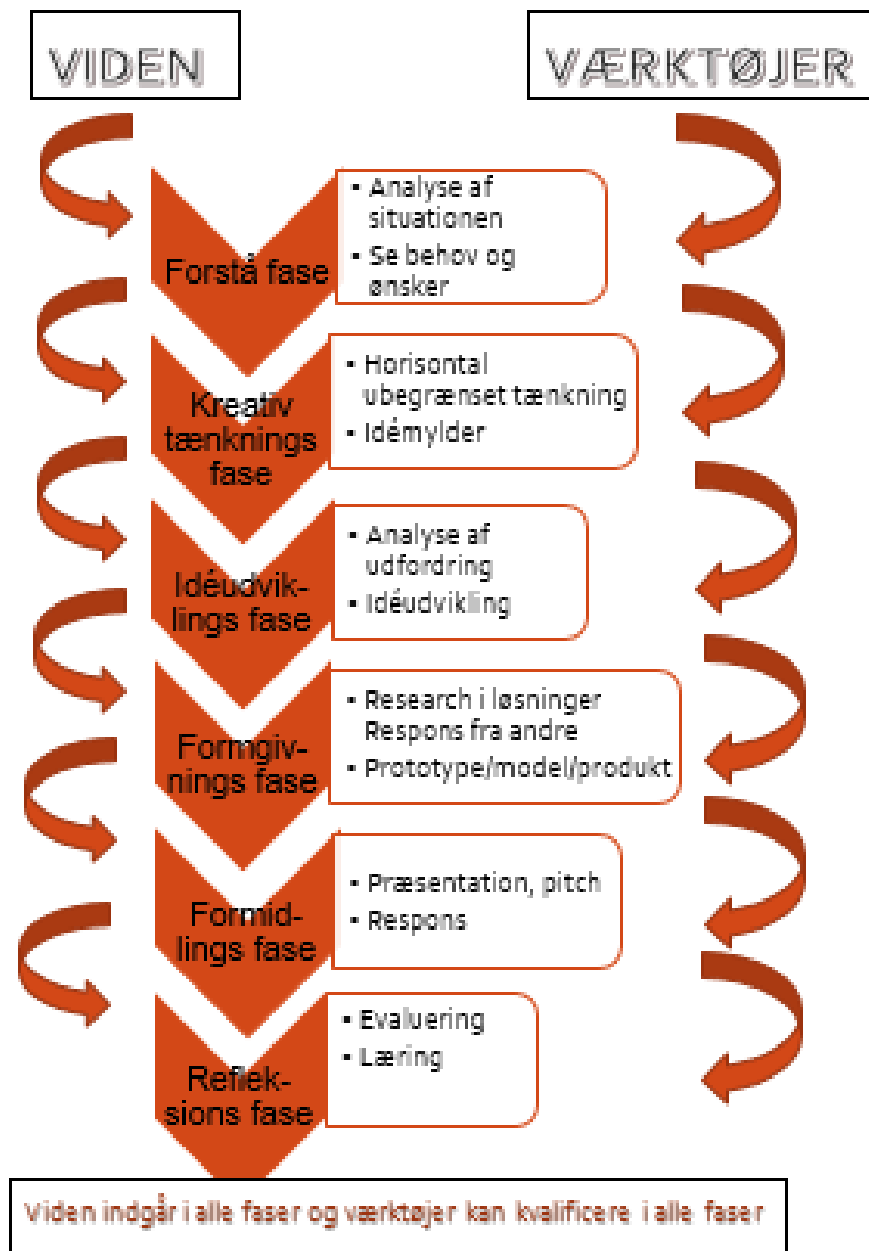 VIDEN
VÆRKTØJER
Forstå fase
▪ Analyse af
situationen
▪ Se behov og
ønsker
Kreativ
tænknings
fase
▪ Horisontal
ubegrænset tænkning
▪ Idémylder
Idéudvik-
lings fase
▪ Analyse af
udfordring
▪ Idéudvikling
Formgiv-
nings fase
▪ Research i løsninger
Respons fra andre
▪ Prototype/model/produkt
Formid-
lings fase
▪ Præsentation, pitch
▪ Respons
Reflek-
sions fase
▪ Evaluering
▪ Læring
Viden indgår i alle faser og værktøjer kan kvalificere i alle faser